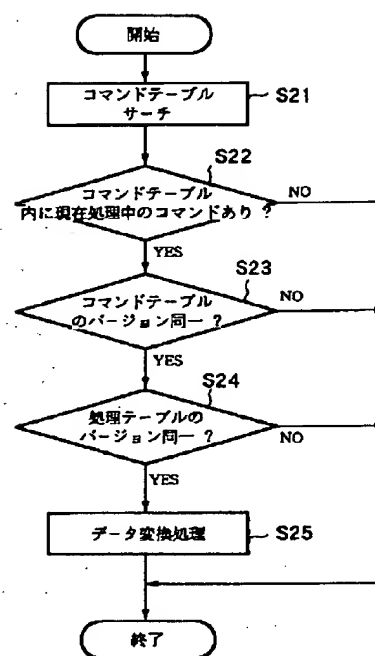 開始
コマンドテーブル
サーチ
S21
S22
コマンドテーブル
内に現在処理中のコマンドあり ?
NO
YES
S23
コマンドテーブル
のバージョン同一 ?
NO
YES
S24
処理テーブルの
バージョン同一 ?
NO
YES
データ変換処理
S25
終了